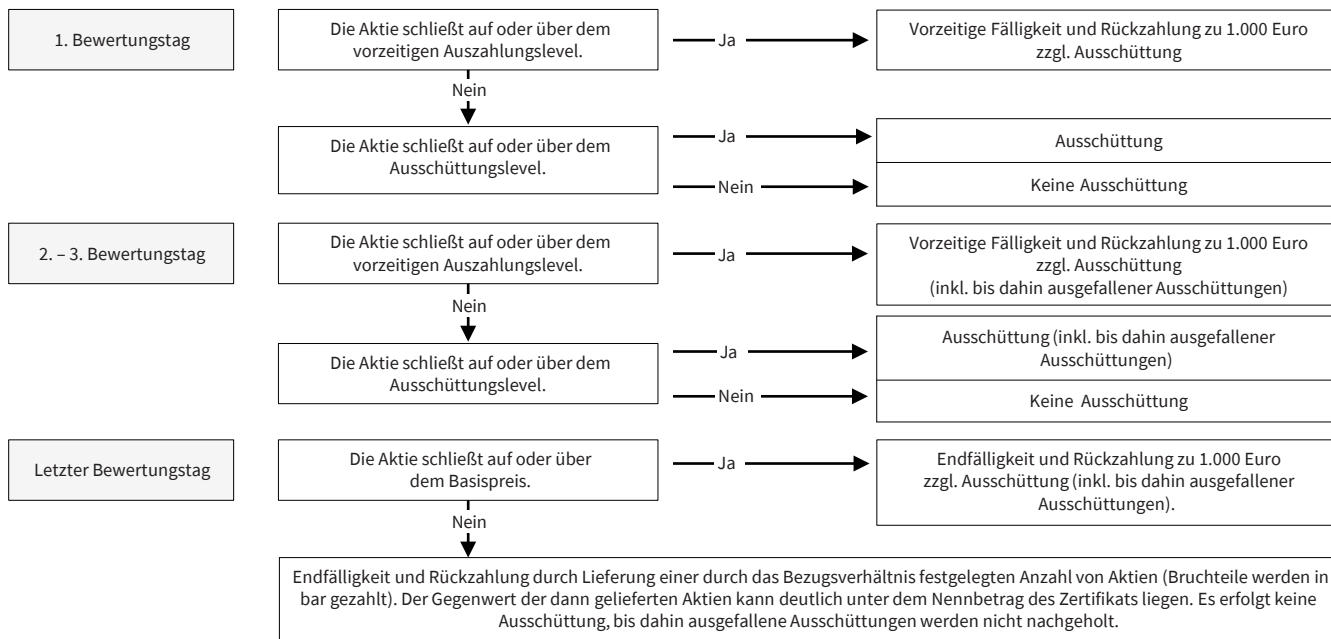 1. Bewertungstag
Die Aktie schließt auf oder über dem
vorzeitigen Auszahlungslevel.
Ja
Vorzeitige Fälligkeit und Rückzahlung zu 1.000 Euro
zzgl. Ausschüttung
Nein
Die Aktie schließt auf oder über dem
Ausschüttungslevel.
Ja
Ausschüttung
Nein
Keine Ausschüttung
2. – 3. Bewertungstag
Die Aktie schließt auf oder über dem
vorzeitigen Auszahlungslevel.
Ja
Vorzeitige Fälligkeit und Rückzahlung zu 1.000 Euro
zzgl. Ausschüttung
(inkl. bis dahin ausgefallener Ausschüttungen)
Nein
Die Aktie schließt auf oder über dem
Ausschüttungslevel.
Ja
Ausschüttung (inkl. bis dahin ausgefallener
Ausschüttungen)
Nein
Keine Ausschüttung
Letzter Bewertungstag
Die Aktie schließt auf oder über
dem Basispreis.
Ja
Endfälligkeit und Rückzahlung zu 1.000 Euro
zzgl. Ausschüttung (inkl. bis dahin ausgefallener
Ausschüttungen).
Nein
Endfälligkeit und Rückzahlung durch Lieferung einer durch das Bezugsverhältnis festgelegten Anzahl von Aktien (Bruchteile werden in
bar gezahlt). Der Gegenwert der dann gelieferten Aktien kann deutlich unter dem Nennbetrag des Zertifikats liegen. Es erfolgt keine
Ausschüttung, bis dahin ausgefallene Ausschüttungen werden nicht nachgeholt.